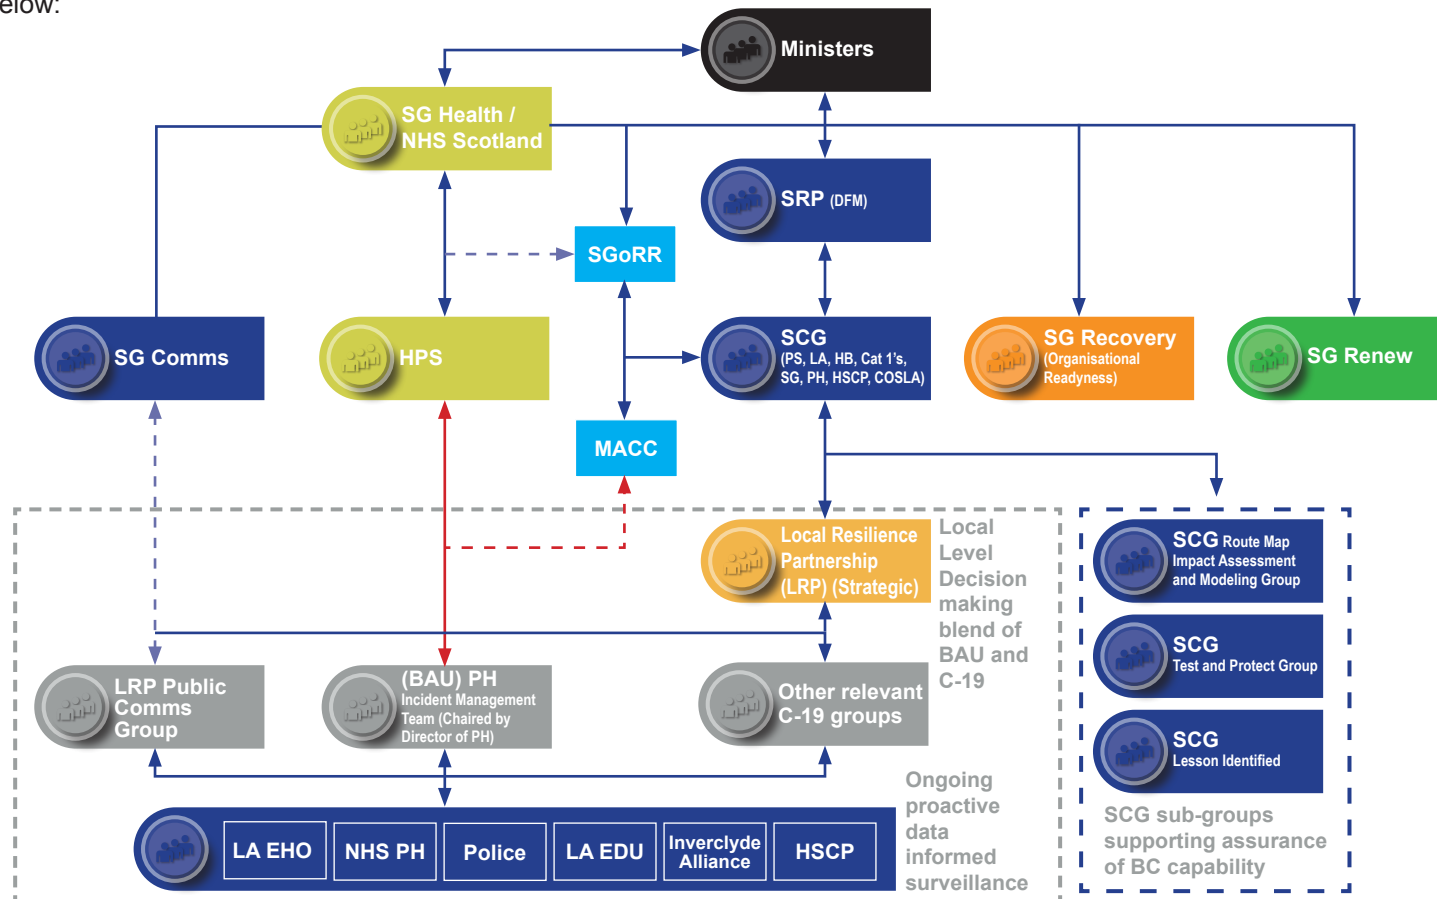 elow:
Ministers
SG Health /
NHS Scotland
SRP (DFM)
SGoRR
SG Comms
HPS
SCG
(PS, LA, HB, Cat 1's,
SG, PH, HSCP, COSLA)
SG Recovery
(Organisational
Readyness)
SG Renew
MACC
Local Resilience
Partnership
(LRP) (Strategic)
Local
Level
Decision
making
blend of
BAU and
C-19
SCG Route Map
Impact Assessment
and Modeling Group
SCG
Test and Protect Group
SCG
Lesson Identified
SCG sub-groups
supporting assurance
of BC capability
LRP Public
Comms
Group
(BAU) PH
Incident Management
Team (Chaired by
Director of PH)
Other relevant
C-19 groups
Ongoing
proactive
data
informed
surveillance
LA EHO
NHS PH
Police
LA EDU
Inverclyde
Alliance
HSCP